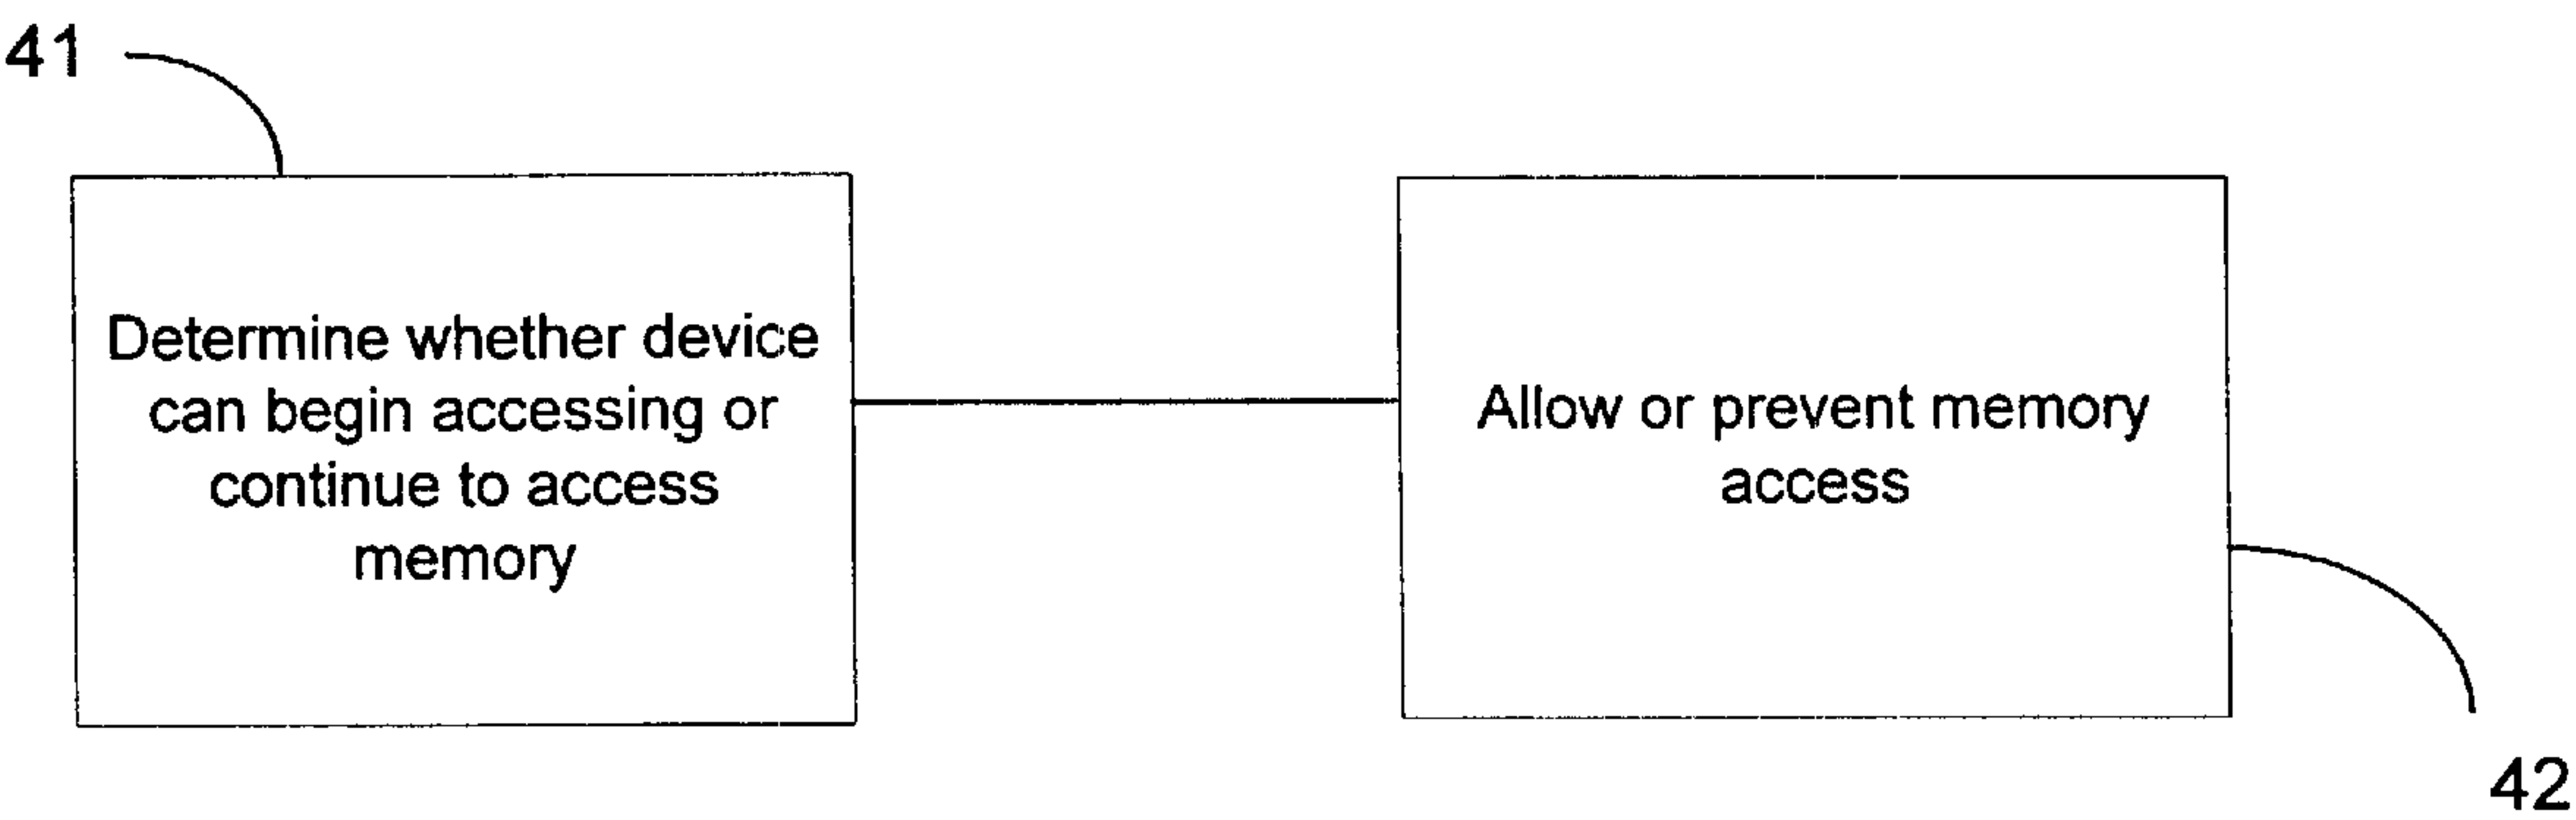 41
Determine whether device
can begin accessing or
continue to access
memory
Allow or prevent memory
access
42